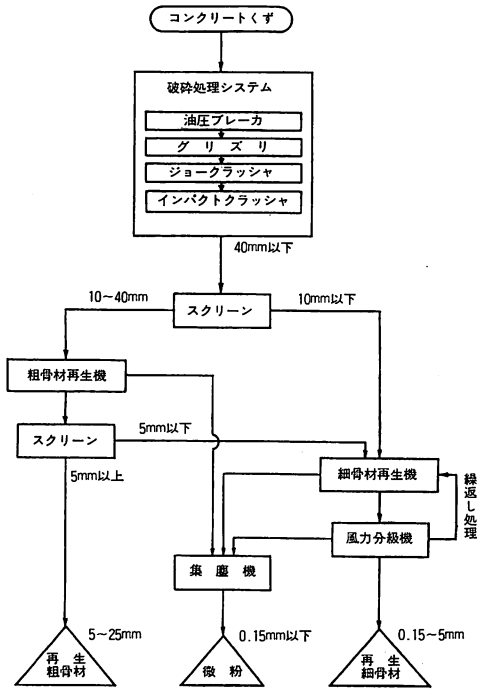 コンクリートくず
破砕処理システム
油圧ブレーカ
グリズリ
ジョークラッシャ
インパクトクラッシャ
40mm以下
10〜40mm
スクリーン
10mm以下
粗骨材再生機
スクリーン
5mm以下
5mm以上
細骨材再生機
繰返し処理
風力分級機
集塵機
5〜25mm
再生
粗骨材
0.15mm以下
微粉
0.15〜5mm
再生
細骨材